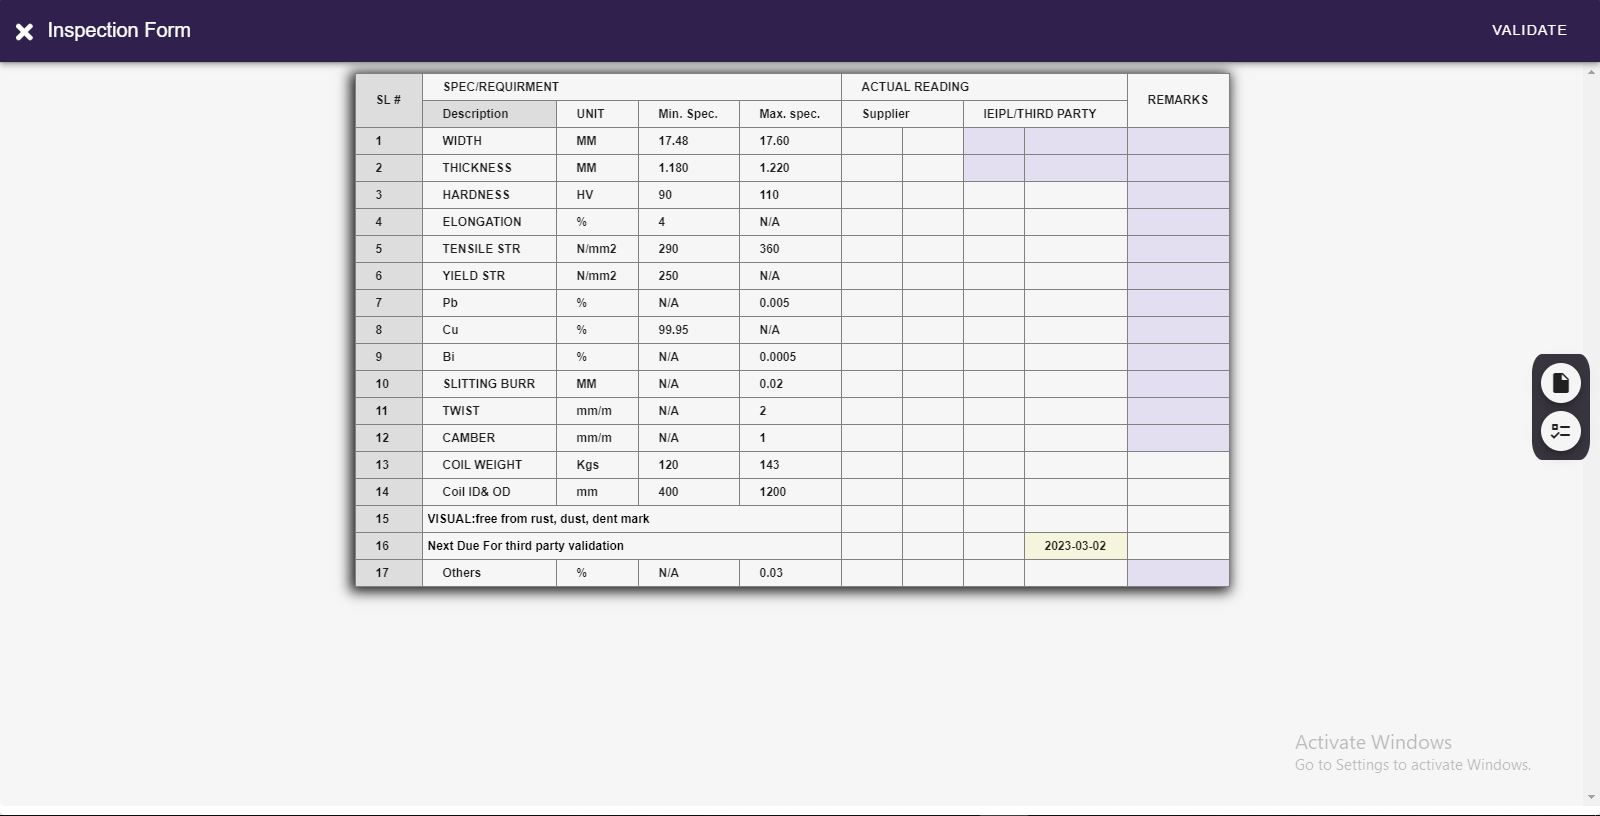 Inspection Form
VALIDATE
SL # SPEC/REQUIRMENT ACTUAL READING REMARKS
Description UNIT Min. Spec. Max. spec. Supplier IEIPL/THIRD PARTY
1 WIDTH MM 17.48 17.60
2 THICKNESS MM 1.180 1.220
3 HARDNESS HV 90 110
4 ELONGATION % 4 N/A
5 TENSILE STR N/mm2 290 360
6 YIELD STR N/mm2 250 N/A
7 Pb % N/A 0.005
8 Cu % 99.95 N/A
9 Bi % N/A 0.0005
10 SLITTING BURR MM N/A 0.02
11 TWIST mm/m N/A 2
12 CAMBER mm/m N/A 1
13 COIL WEIGHT Kgs 120 143
14 Coil ID& OD mm 400 1200
15 VISUAL:free from rust, dust, dent mark
16 Next Due For third party validation 2023-03-02
17 Others % N/A 0.03
Activate Windows
Go to Settings to activate Windows.